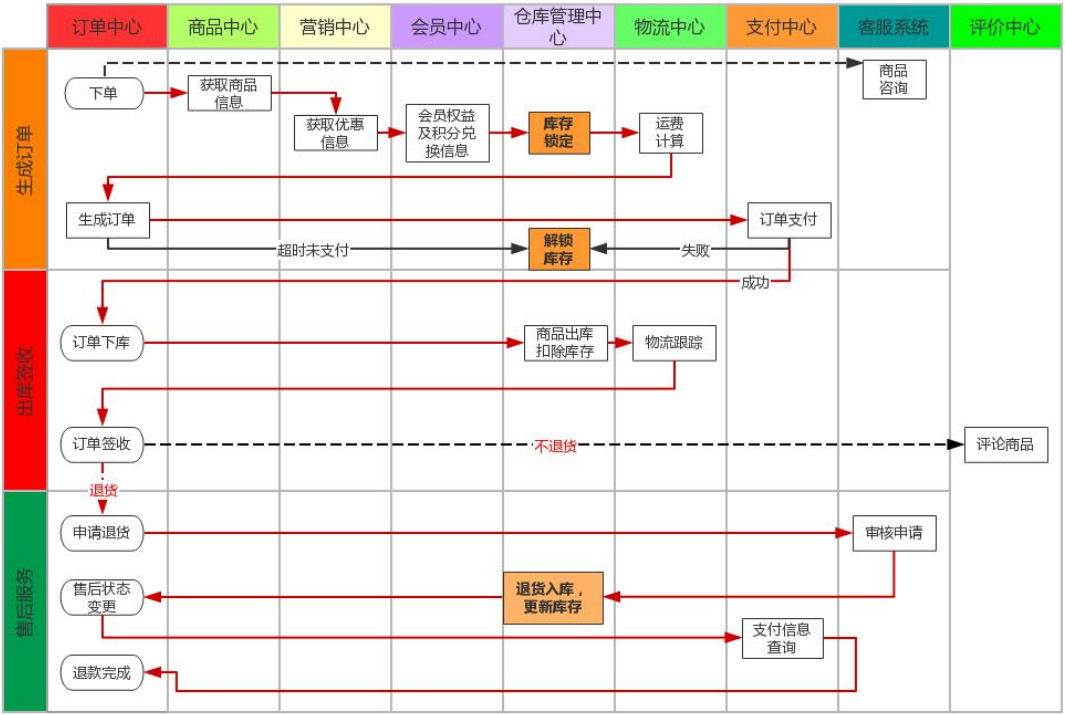 订单中心
商品中心
营销中心
会员中心
仓库管理中
心
物流中心
支付中心
客服系统
评价中心
生成订单
下单
获取商品
信息
获取优惠
信息
会员权益
及积分兑
换信息
库存
锁定
运费
计算
商品
咨询
生成订单
订单支付
超时未支付
解锁
库存
失败
成功
出库签收
订单下库
商品出库
扣除库存
物流跟踪
订单签收
不退货
评论商品
退货
售后服务
申请退货
审核申请
售后状态
变更
退货入库，
更新库存
支付信息
查询
退款完成